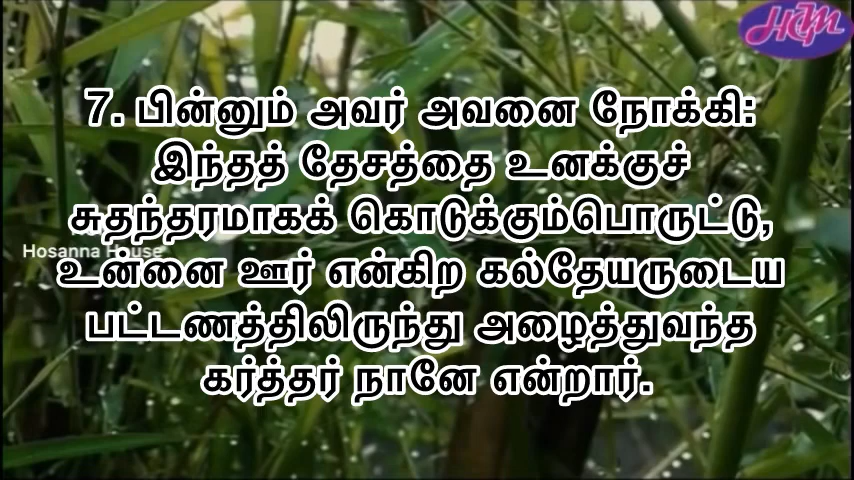 HCM
7. பின்னும் அவர் அவனை நோக்கி:
இந்தத் தேசத்தை உனக்குச்
சுதந்தரமாகக் கொடுக்கும்பொருட்டு,
Hosanna House
உன்னை ஊர் என்கிற கல்தேயருடைய
பட்டணத்திலிருந்து அழைத்துவந்த
கர்த்தர் நானே என்றார்.